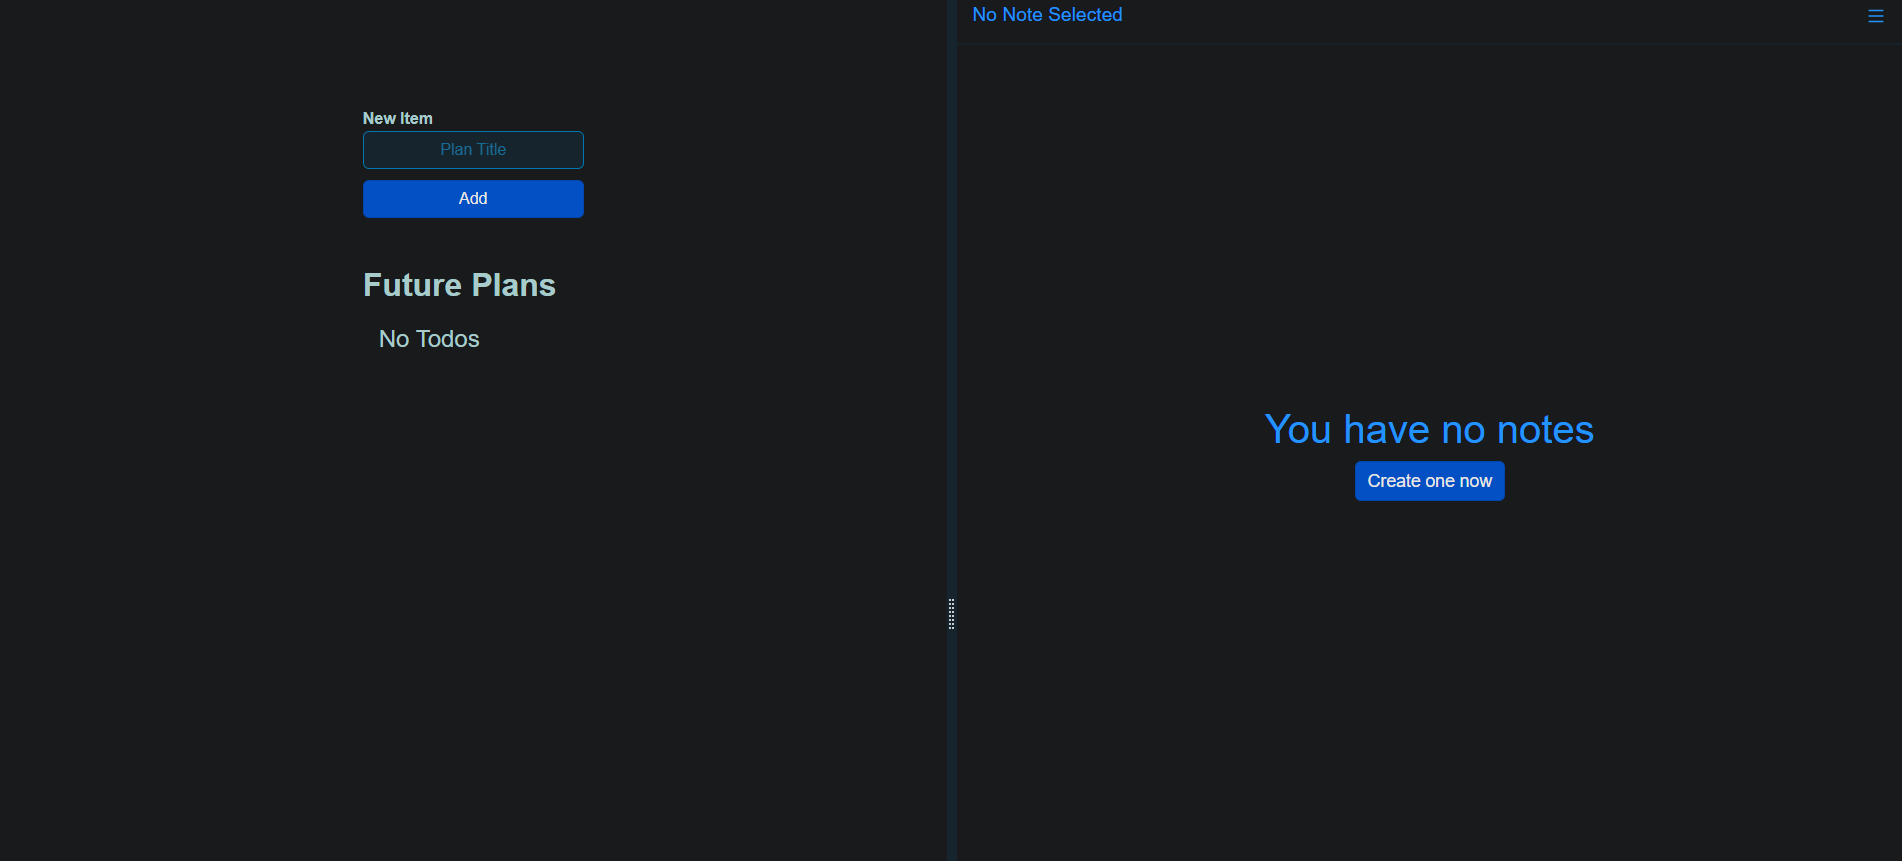 New Item
Plan Title
Add
Future Plans
No Todos
No Note Selected
You have no notes
Create one now